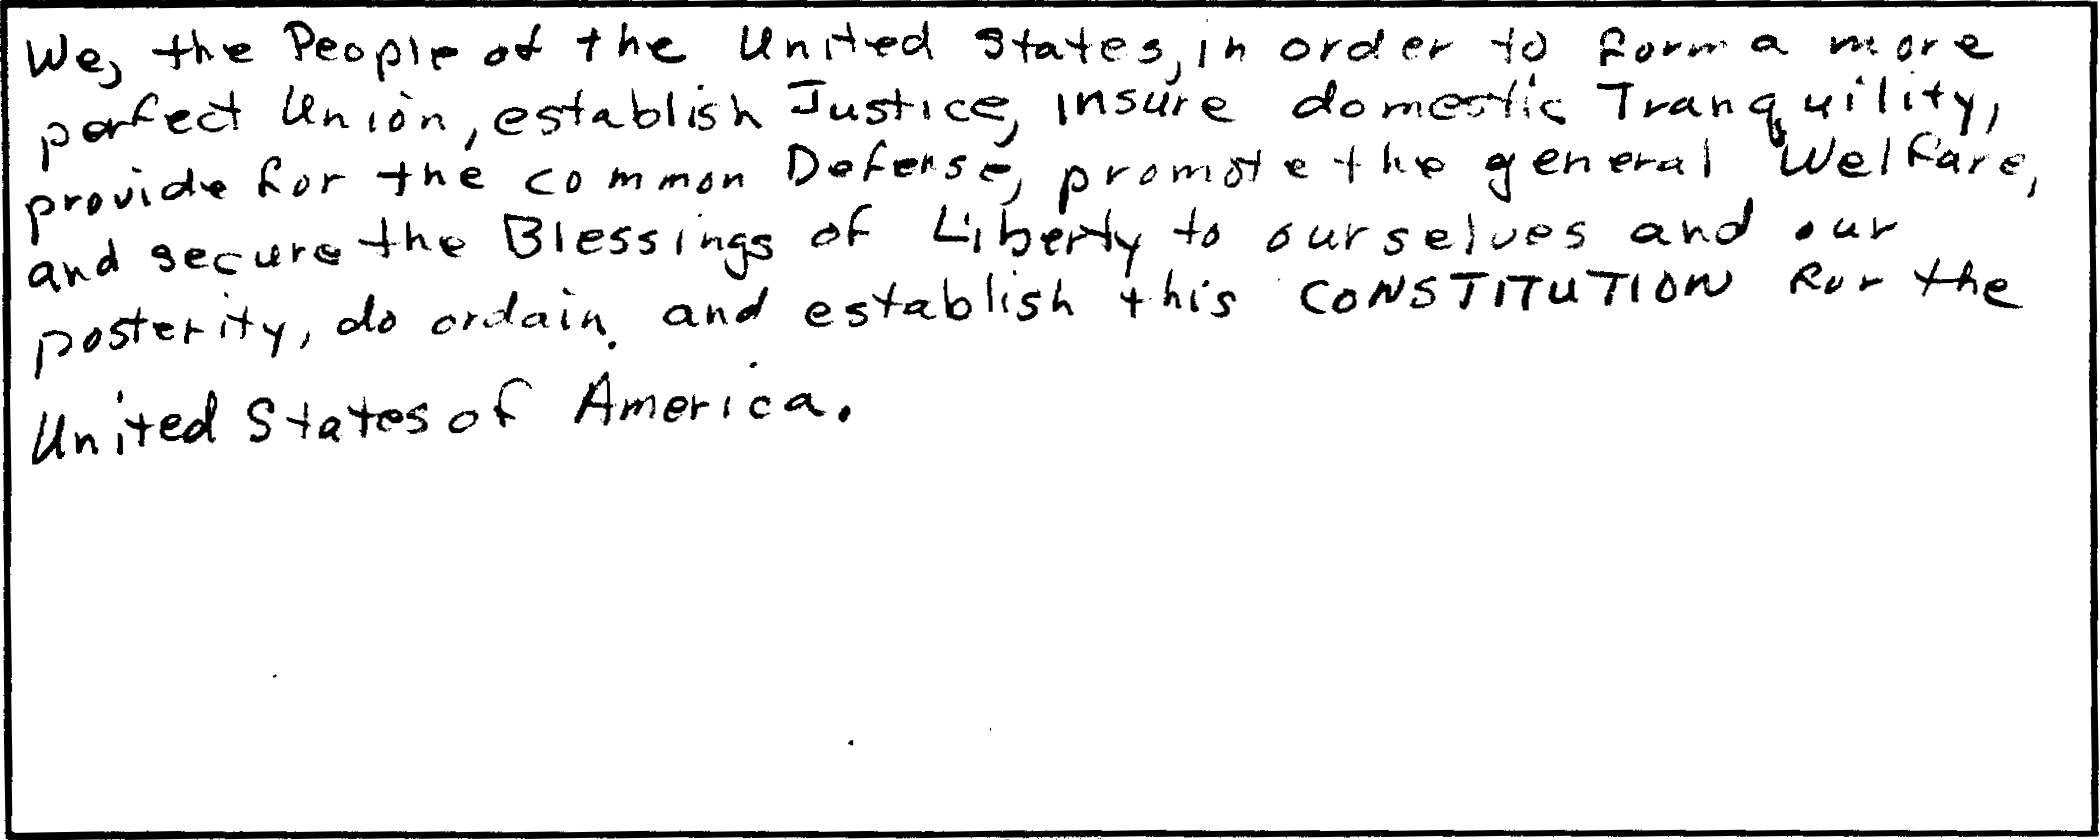 We, the People of the United States, in order to form a more
perfect Union, establish Justice, insure domestic Tranquility,
provide for the common Defense, promote the general Welfare,
and secure the Blessings of Liberty to ourselves and our
posterity, do ordain and establish this CONSTITUTION for the
United States of America.